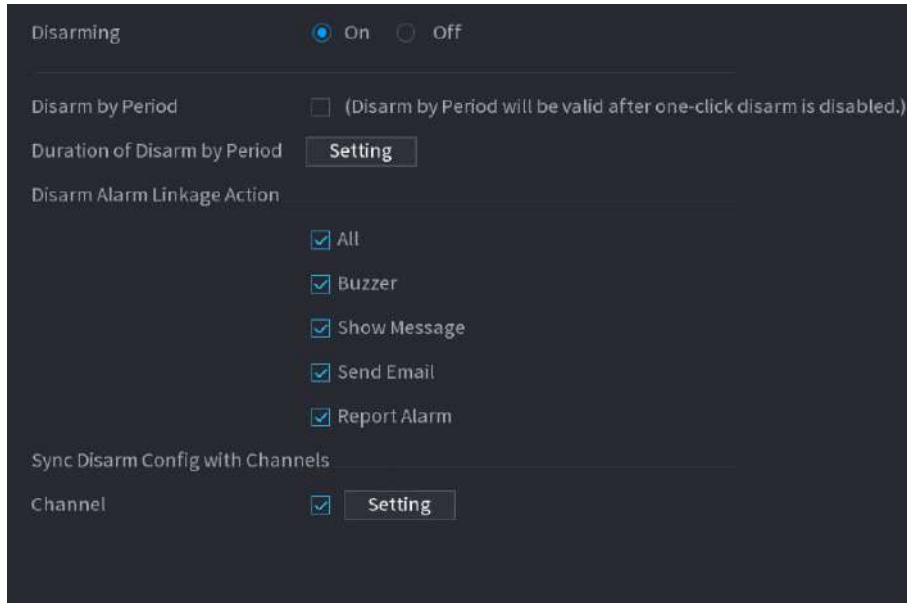 Disarming On Off
Disarm by Period (Disarm by Period will be valid after one-click disarm is disabled.)
Duration of Disarm by Period Setting
Disarm Alarm Linkage Action
All
Buzzer
Show Message
Send Email
Report Alarm
Sync Disarm Config with Channels
Channel Setting